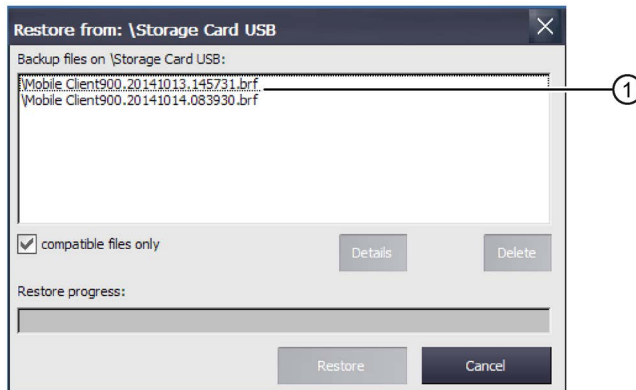 Restore from: \Storage Card USB
Backup files on \Storage Card USB:
\Mobile Client900.20141013.145731.brf
1
\Mobile Client900.20141014.083930.brf
compatible files only
Details
Delete
Restore progress:
Restore
Cancel